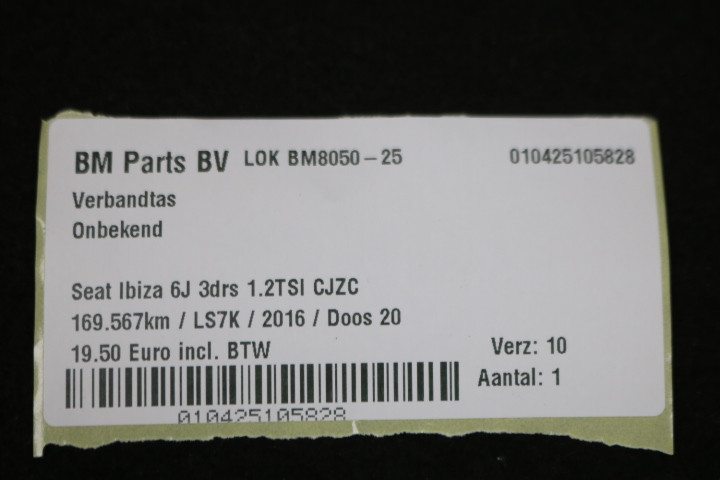 BM Parts BV LOK BM8050-25 010425105828
Verbandtas
Onbekend
Seat Ibiza 6J 3drs 1.2TSI CJZC
169.567km / LS7K / 2016 / Doos 20
19.50 Euro incl. BTW Verz: 10
Aantal: 1
010425105828